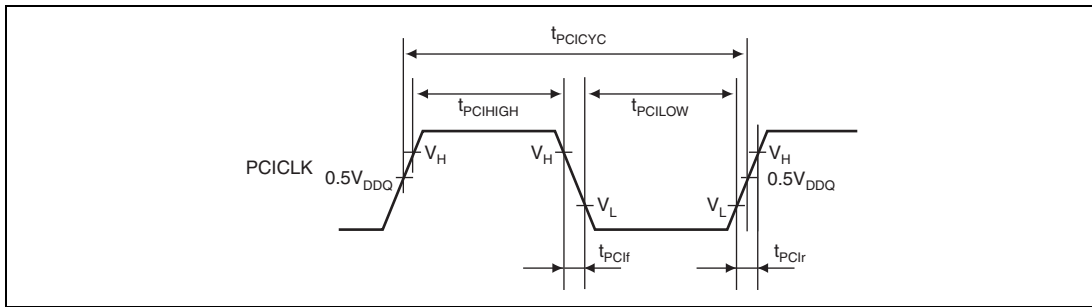 tPCICYC
tPCIHIGH tPCILOW
PCICLK VH VH VH
0.5VDDQ 0.5VDDQ
VL VL
tPCIf tPCIr